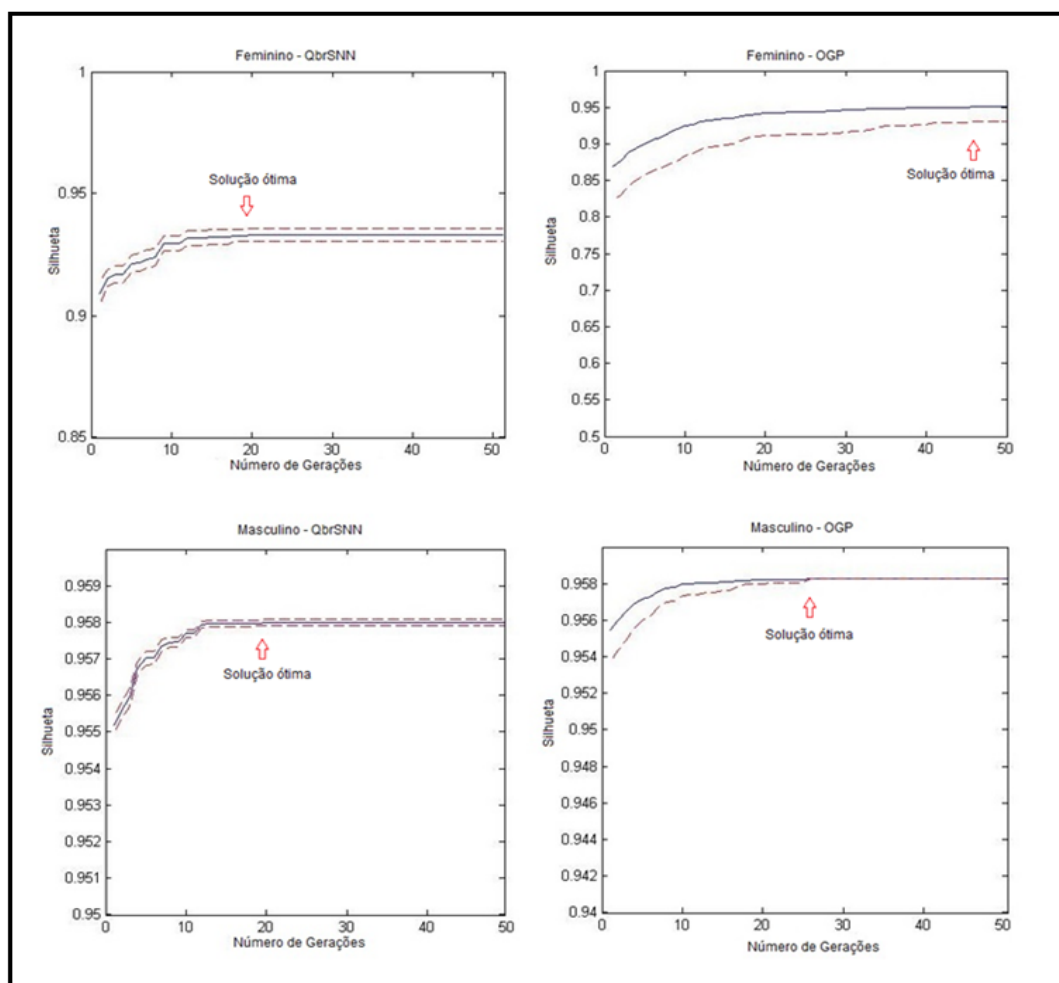 Feminino - QbrSNN
1
0.95
0.9
0.85
Silhueta
Solução ótima
0 10 20 30 40 50
Número de Gerações
Feminino - OGP
1
0.95
0.9
0.85
0.8
0.75
0.7
0.65
0.6
0.55
0.5
Silhueta
Solução ótima
0 10 20 30 40 50
Número de Gerações
Masculino - QbrSNN
0.959
0.958
0.957
0.956
0.955
0.954
0.953
0.952
0.951
0.95
Silhueta
Solução ótima
0 10 20 30 40 50
Número de Gerações
Masculino - OGP
0.958
0.956
0.954
0.952
0.95
0.948
0.946
0.944
0.942
0.94
Silhueta
Solução ótima
0 10 20 30 40 50
Número de Gerações